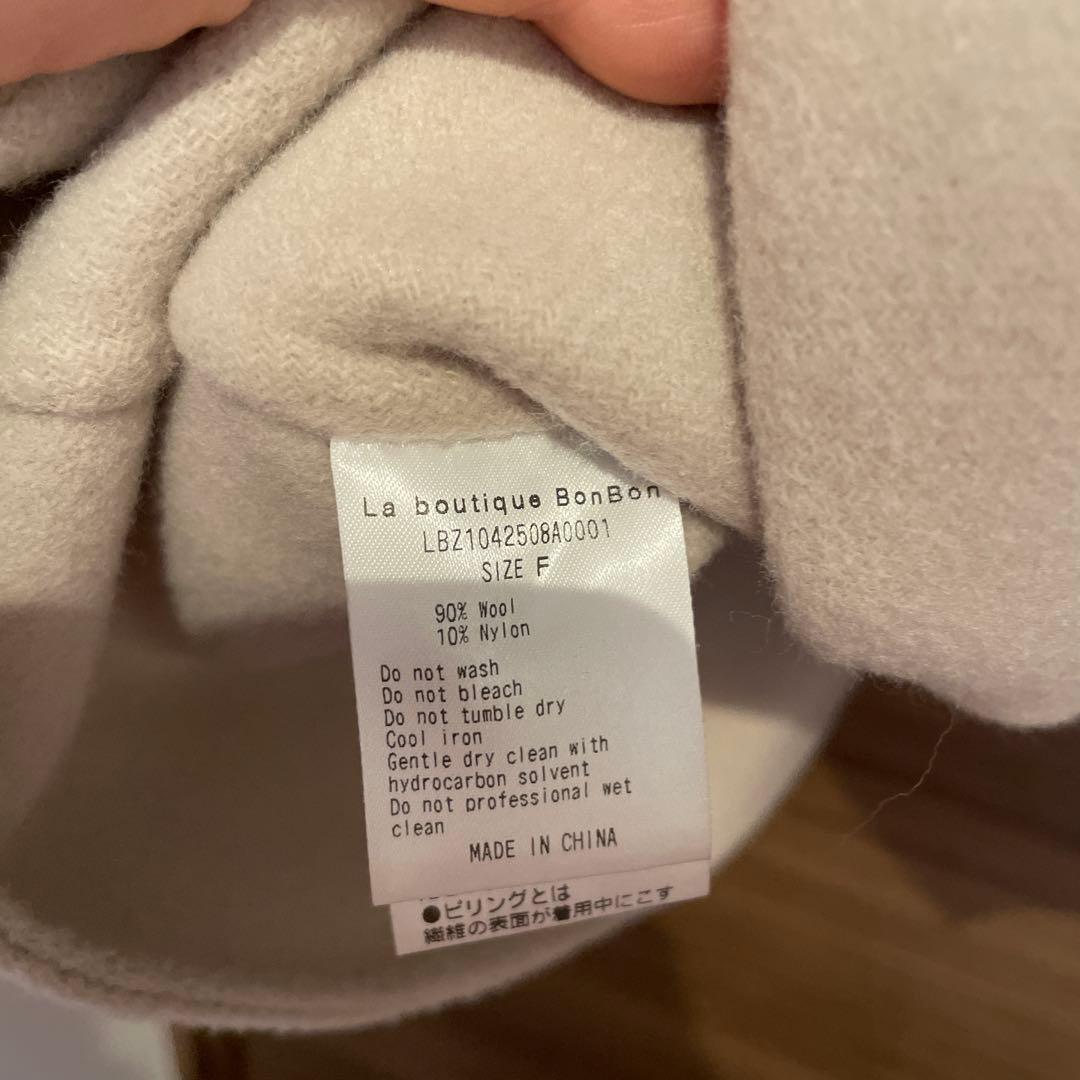 La boutique BonBon
LBZ1042508A0001
SIZE F
90% Wool
10% Nylon
Do not wash
Do not bleach
Do not tumble dry
Cool iron
Gentle dry clean with
hydrocarbon solvent
Do not professional wet
clean
MADE IN CHINA
●ピリングとは
繊維の表面が着用中にこす